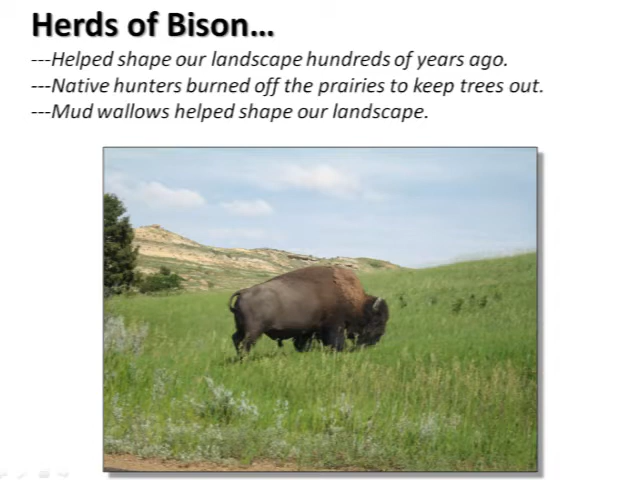 Herds of Bison…
---Helped shape our landscape hundreds of years ago.
---Native hunters burned off the prairies to keep trees out.
---Mud wallows helped shape our landscape.